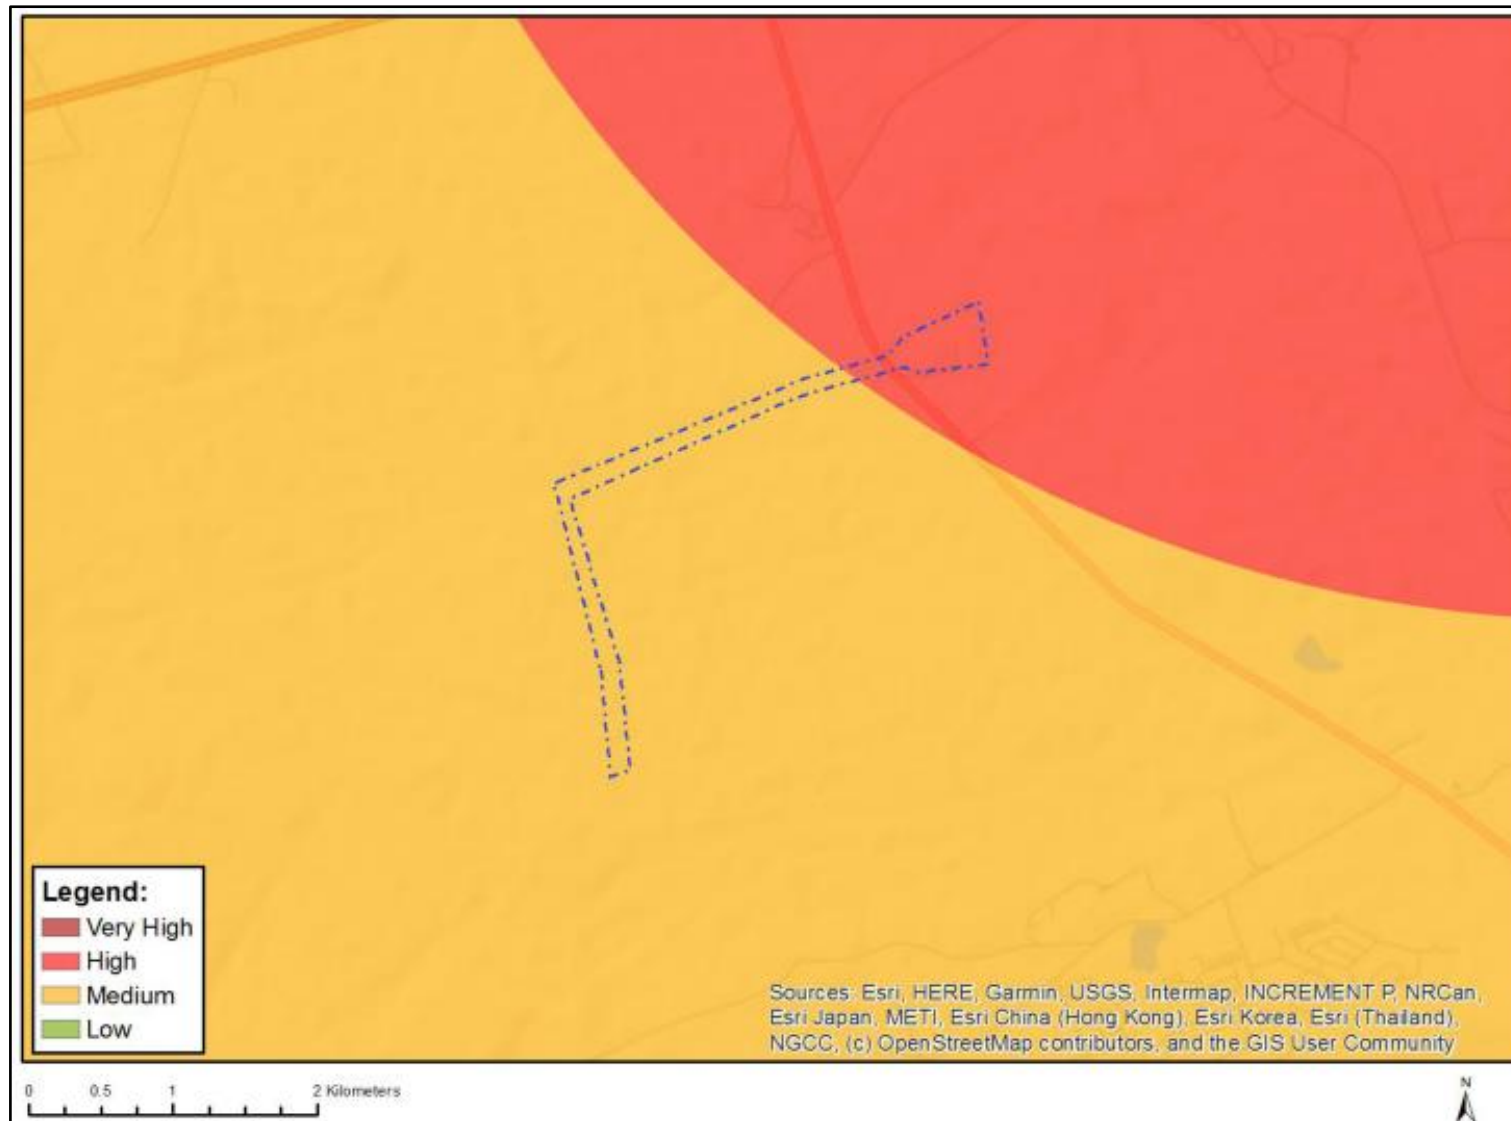 Legend:
Very High
High
Medium
Low
Sources: Esri, HERE, Garmin, USGS, Intermap, INCREMENT P, NRCan,
Esri Japan, METI, Esri China (Hong Kong), Esri Korea, Esri (Thailand),
NGCC, (c) OpenStreetMap contributors, and the GIS User Community
0 0.5 1 2 Kilometers
N